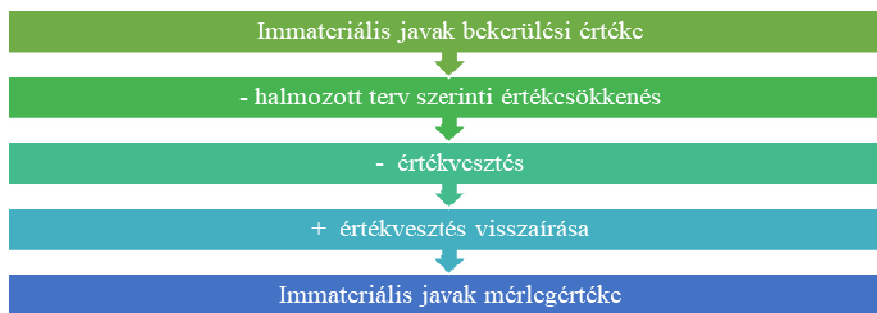 Immateriális javak bekerülési értéke
- halmozott terv szerinti értékcsökkenés
- értékvesztés
+ értékvesztés visszaírása
Immateriális javak mérlegértéke